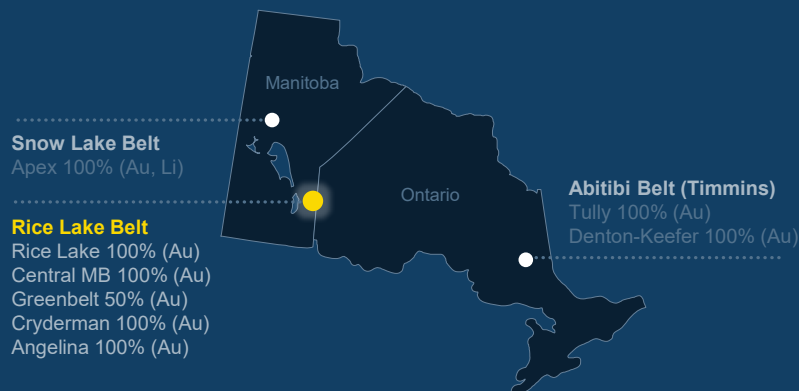 Manitoba
Snow Lake Belt
Apex 100% (Au, Li)
Ontario
Rice Lake Belt
Rice Lake 100% (Au)
Central MB 100% (Au)
Greenbelt 50% (Au)
Cryderman 100% (Au)
Angelina 100% (Au)
Abitibi Belt (Timmins)
Tully 100% (Au)
Denton-Keefer 100% (Au)